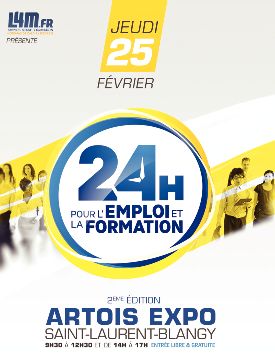 L4M.FR
PRÉSENTE
JEUDI
25
FÉVRIER
24H
POUR L'EMPLOI ET
LA FORMATION
2ÈME ÉDITION
ARTOIS EXPO
SAINT-LAURENT-BLANGY
9H30 À 12H30 ET DE 14H À 17H ENTRÉE LIBRE & GRATUITE